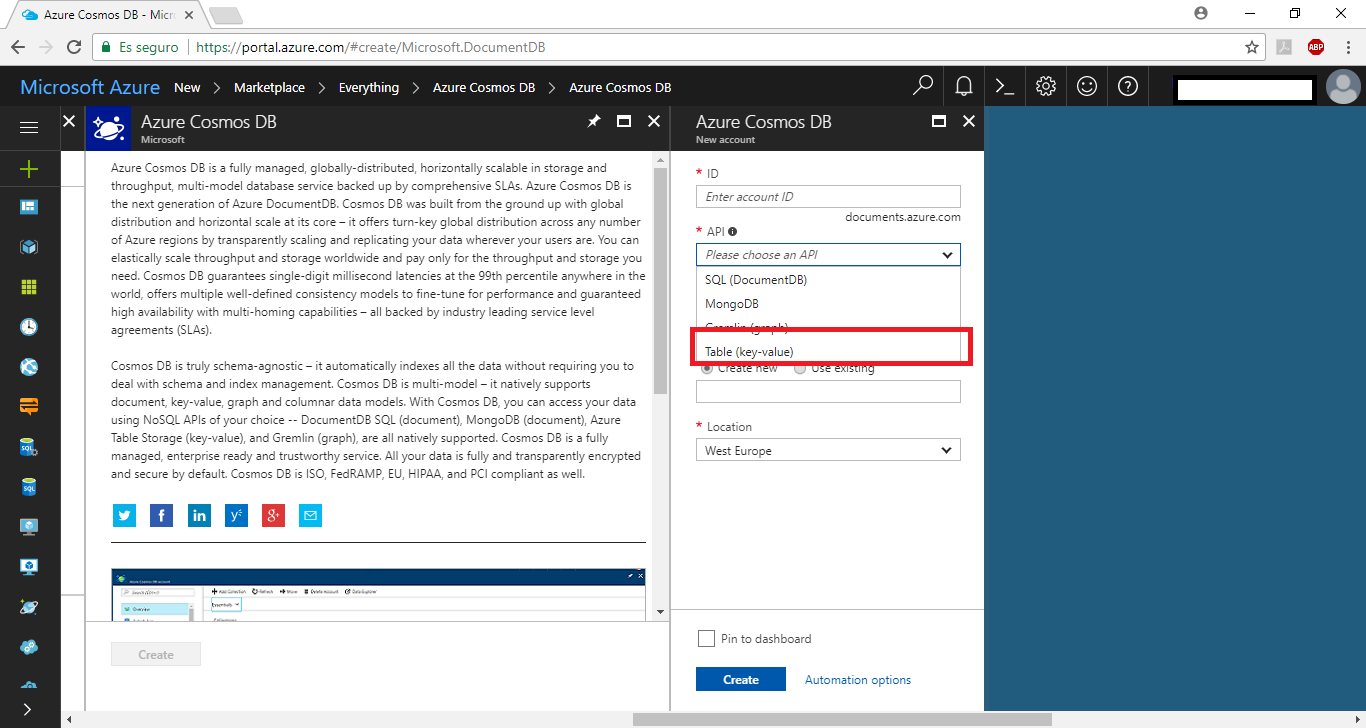 Azure Cosmos DB - Micr
Es seguro
https://portal.azure.com/#create/Microsoft.DocumentDB
ABP
Microsoft Azure New > Marketplace > Everything > Azure Cosmos DB > Azure Cosmos DB
Azure Cosmos DB
Microsoft
Azure Cosmos DB is a fully managed, globally-distributed, horizontally scalable in storage and
throughput, multi-model database service backed up by comprehensive SLAs. Azure Cosmos DB is
the next generation of Azure DocumentDB. Cosmos DB was built from the ground up with global
distribution and horizontal scale at its core – it offers turn-key global distribution across any number
of Azure regions by transparently scaling and replicating your data wherever your users are. You can
elastically scale throughput and storage worldwide and pay only for the throughput and storage you
need. Cosmos DB guarantees single-digit millisecond latencies at the 99th percentile anywhere in the
world, offers multiple well-defined consistency models to fine-tune for performance and guaranteed
high availability with multi-homing capabilities – all backed by industry leading service level
agreements (SLAs).
Cosmos DB is truly schema-agnostic – it automatically indexes all the data without requiring you to
deal with schema and index management. Cosmos DB is multi-model – it natively supports
document, key-value, graph and columnar data models. With Cosmos DB, you can access your data
using NoSQL APIs of your choice -- DocumentDB SQL (document), MongoDB (document), Azure
Table Storage (key-value), and Gremlin (graph), are all natively supported. Cosmos DB is a fully
managed, enterprise ready and trustworthy service. All your data is fully and transparently encrypted
and secure by default. Cosmos DB is ISO, FedRAMP, EU, HIPAA, and PCI compliant as well.
Azure Cosmos DB account
Add Collection Refresh Move Delete Account Data Explorer
Overview
Essentials
Create
Azure Cosmos DB
New account
* ID
Enter account ID
documents.azure.com
* API
Please choose an API
SQL (DocumentDB)
MongoDB
Gremlin (graph)
Table (key-value)
Create new Use existing
* Location
West Europe
Pin to dashboard
Create Automation options